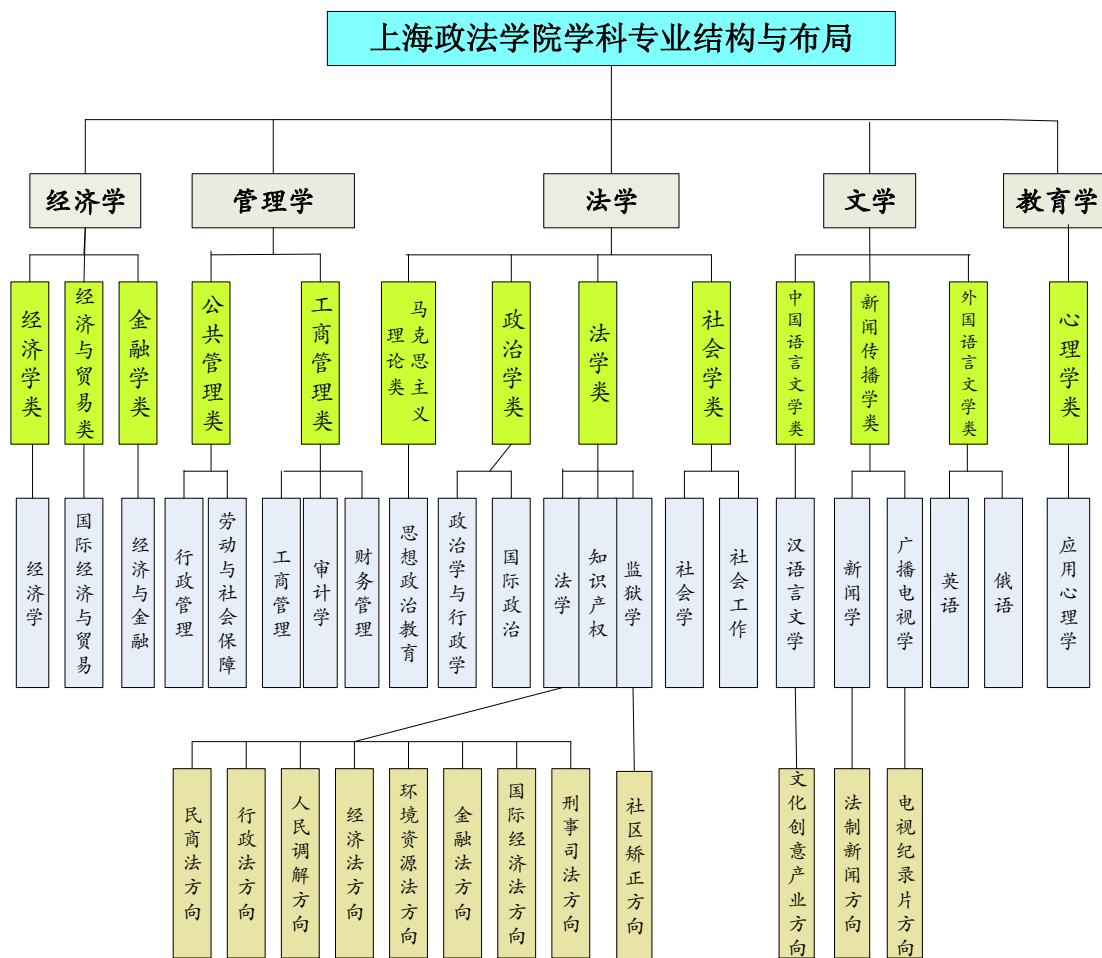 上海政法学院学科专业结构与布局
经济学
管理学
法学
文学
教育学
经济学类
经济与贸易类
金融学类
公共管理类
工商管理类
马克思主义
理论类
政治学类
法学类
社会学类
中国语言文学类
新闻传播学类
外国语言文学类
心理学类
经济学
国际经济与贸易
经济与金融
行政管理
劳动与社会保障
工商管理
审计学
财务管理
思想政治教育
政治学与行政学
国际政治
法学
知识产权
监狱学
社会学
社会工作
汉语言文学
新闻学
广播电视学
英语
俄语
应用心理学
民商法方向
行政法方向
人民调解方向
经济法方向
环境资源法方向
金融法方向
国际经济法方向
刑事司法方向
社区矫正方向
文化创意产业方向
法制新闻方向
电视纪录片方向